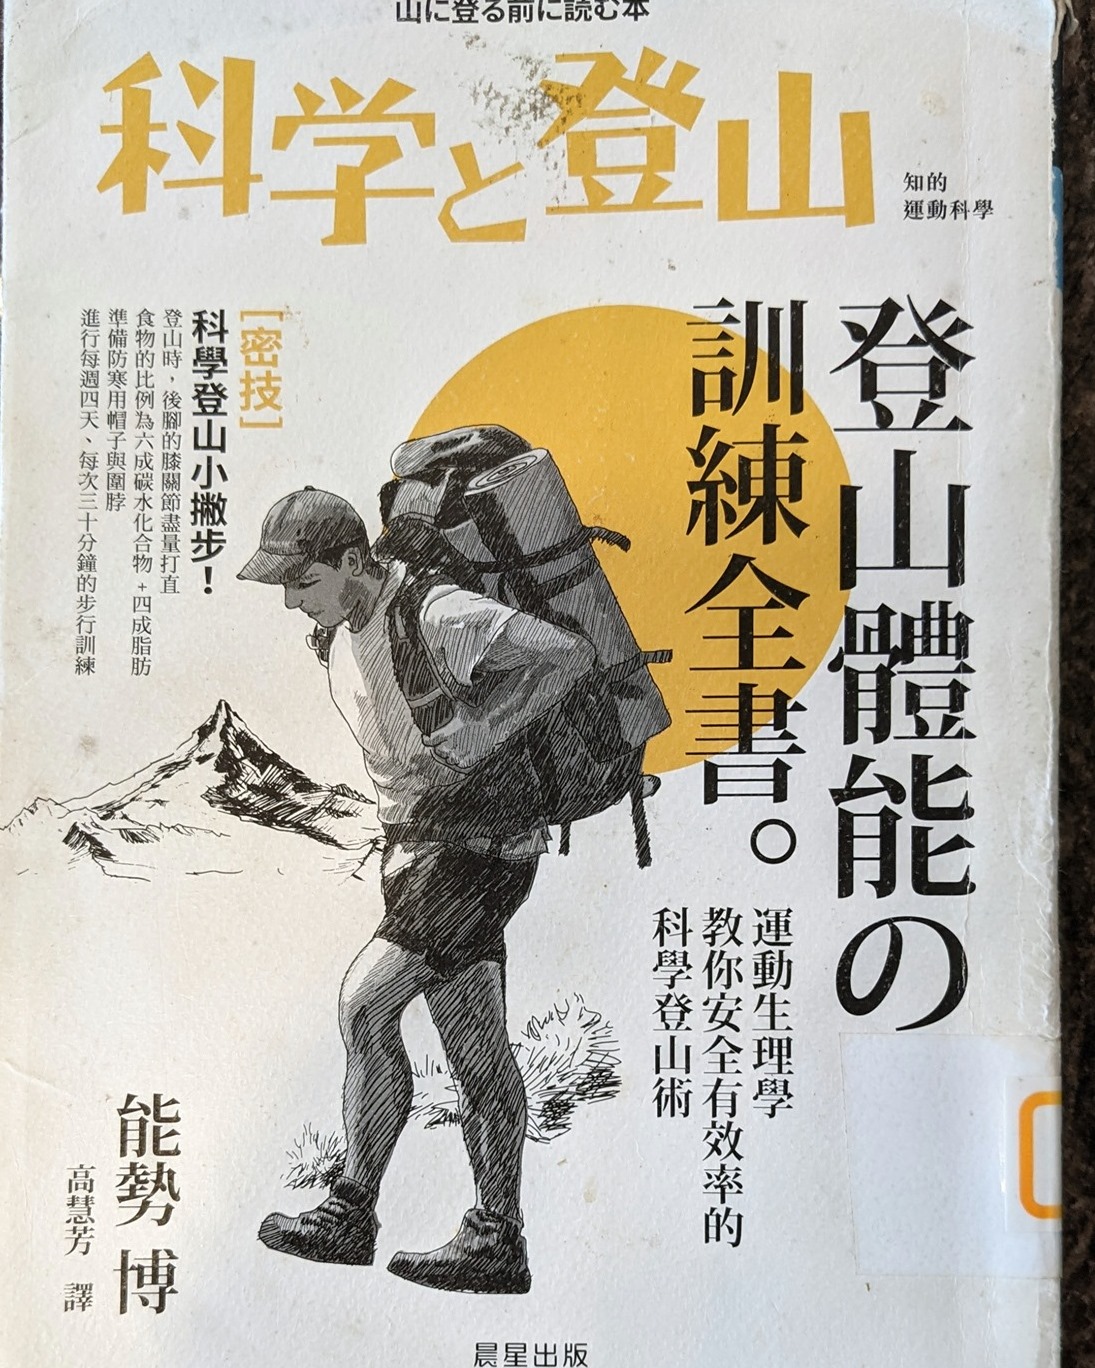 山に登る前に読む本
科学と登山
知的
運動科學
登山體能の
訓練全書。
運動生理學
教你安全有效率的
科學登山術
［密技］
科學登山小撇步！
登山時，後腳的膝關節盡量打直
食物的比例為六成碳水化合物+四成脂肪
準備防寒用帽子與圍脖
進行每週四天、每次三十分鐘的步行訓練
能勢 博
高慧芳 譯
晨星出版